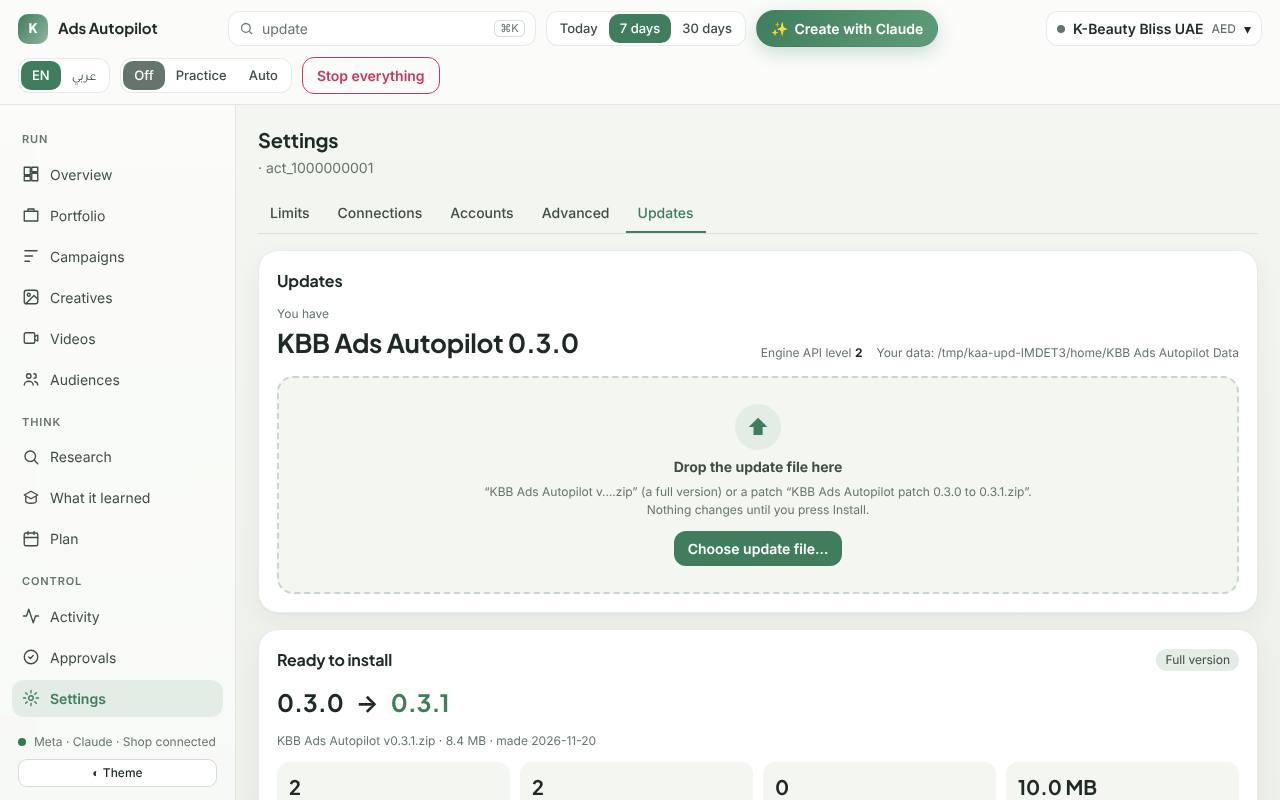 K Ads Autopilot
update ⌘K
Today 7 days 30 days
✨ Create with Claude
K-Beauty Bliss UAE AED ▾
EN عربي
Off Practice Auto
Stop everything
RUN
Overview
Portfolio
Campaigns
Creatives
Videos
Audiences
THINK
Research
What it learned
Plan
CONTROL
Activity
Approvals
Settings
Meta · Claude · Shop connected
Theme
Settings
· act_1000000001
Limits Connections Accounts Advanced Updates
Updates
You have
KBB Ads Autopilot 0.3.0
Engine API level 2 Your data: /tmp/kaa-upd-IMDET3/home/KBB Ads Autopilot Data
Drop the update file here
“KBB Ads Autopilot v….zip” (a full version) or a patch “KBB Ads Autopilot patch 0.3.0 to 0.3.1.zip”.
Nothing changes until you press Install.
Choose update file…
Ready to install Full version
0.3.0 → 0.3.1
KBB Ads Autopilot v0.3.1.zip · 8.4 MB · made 2026-11-20
2 2 0 10.0 MB